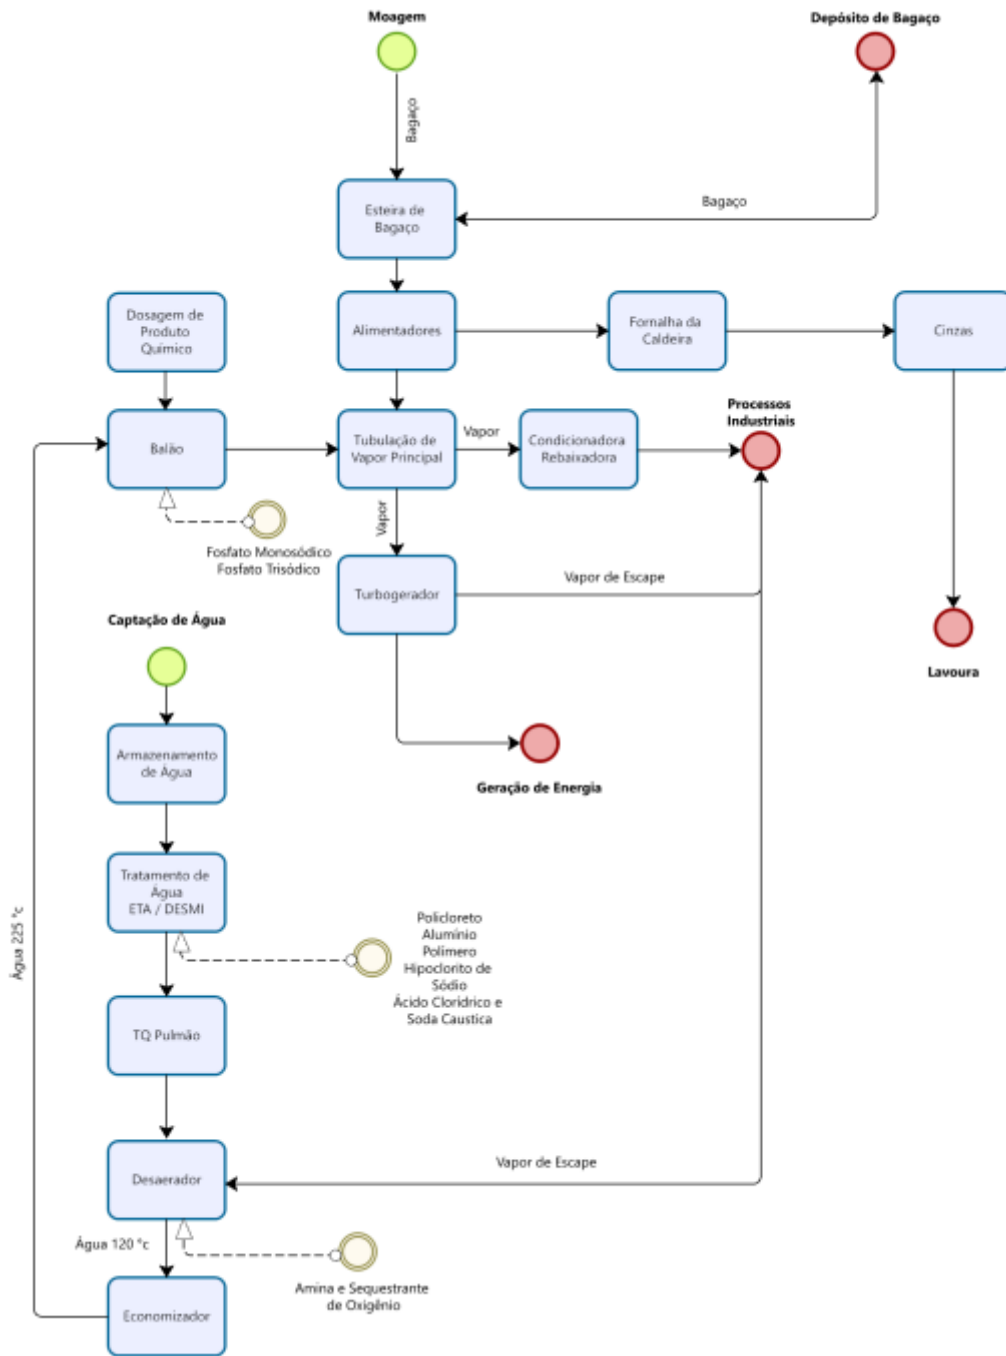 Moagem
Depósito de Bagaço
Bagaço
Esteira de
Bagaço
Bagaço
Dosagem de
Produto
Químico
Alimentadores
Fornalha da
Caldeira
Cinzas
Balão
Tubulação de
Vapor Principal
Vapor
Condicionadora
Rebaixadora
Processos
Industriais
Vapor
Fosfato Monosódico
Fosfato Trisódico
Turbogerador
Vapor de Escape
Lavoura
Captação de Água
Armazenamento
de Água
Geração de Energia
Tratamento de
Água
ETA / DESMI
Policloreto
Alumínio
Polimero
Hipoclorito de
Sódio
Ácido Clorídrico e
Soda Caustica
Água 225 °c
TQ Pulmão
Desaerador
Vapor de Escape
Água 120 °c
Amina e Sequestrante
de Oxigênio
Economizador